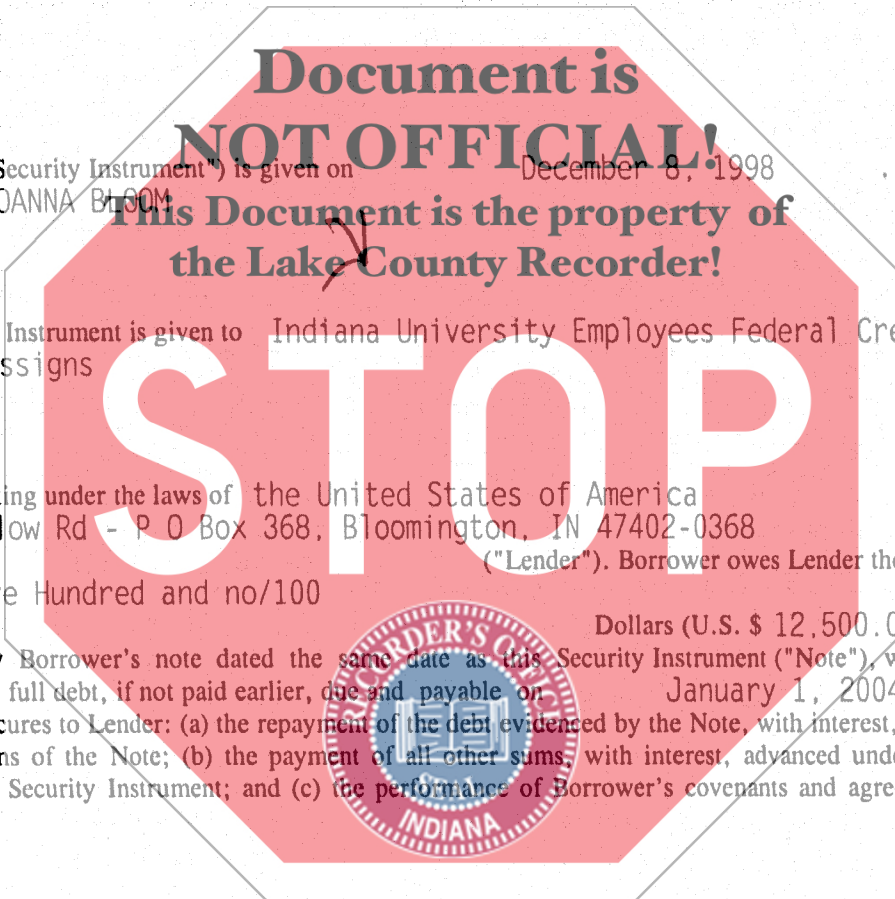 Document is
NOT OFFICIAL!
Security Instrument") is given on December 8, 1998 .
OANNA BLOOM
This Document is the property of
the Lake County Recorder!
Instrument is given to Indiana University Employees Federal Cre
ssigns
STOP
ing under the laws of the United States of America
low Rd - P O Box 368, Bloomington, IN 47402-0368
("Lender"). Borrower owes Lender the
e Hundred and no/100
Dollars (U.S. $ 12,500.0
y Borrower's note dated the same date as this Security Instrument ("Note"), w
full debt, if not paid earlier, due and payable on January 1, 2004
cures to Lender: (a) the repayment of the debt evidenced by the Note, with interest,
ns of the Note; (b) the payment of all other sums, with interest, advanced unde
Security Instrument; and (c) the performance of Borrower's covenants and agre
RECORDER'S OFFICE
SEAL
INDIANA